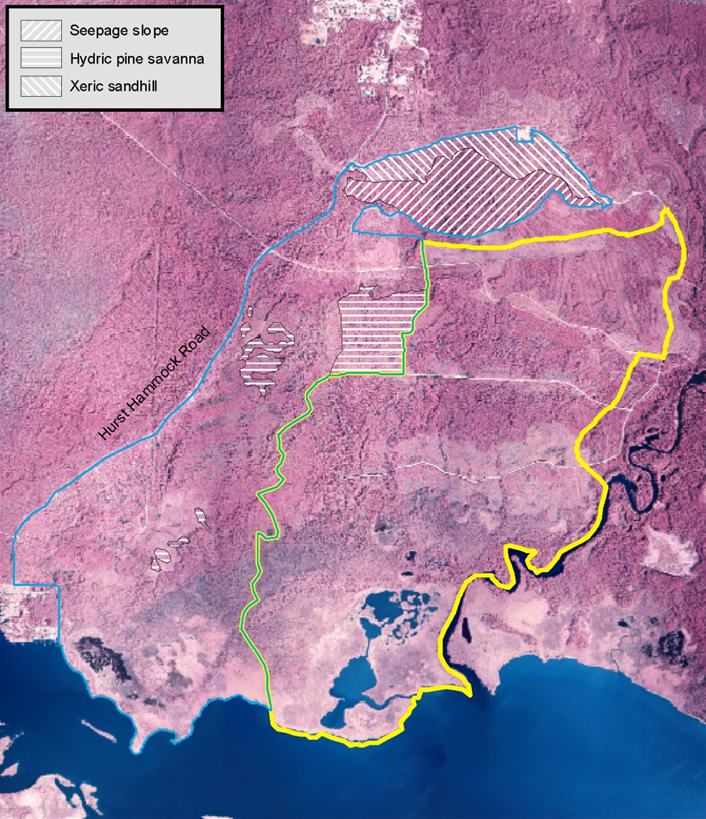 Seepage slope
Hydric pine savanna
Xeric sandhill
Hurst Hammock Road